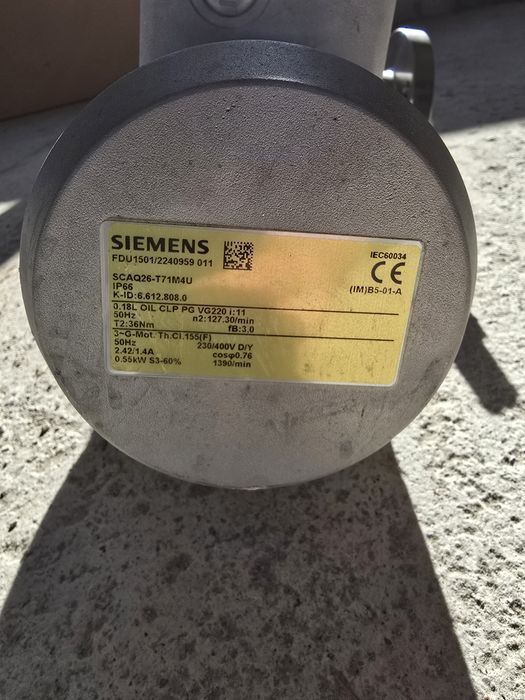 SIEMENS
FDU1501/2240959 011
IEC60034
CE
SCAQ26-T71M4U
IP66
(IM)B5-01-A
K-ID:6.612.808.0
0.18L OIL CLP PG VG220 i:11
50Hz n2:127.30/min
T2:36Nm fB:3.0
3~G-Mot. Th.Cl.155(F)
50Hz 230/400V D/Y
2.42/1.4A cosφ0.76
0.55kW S3-60% 1390/min